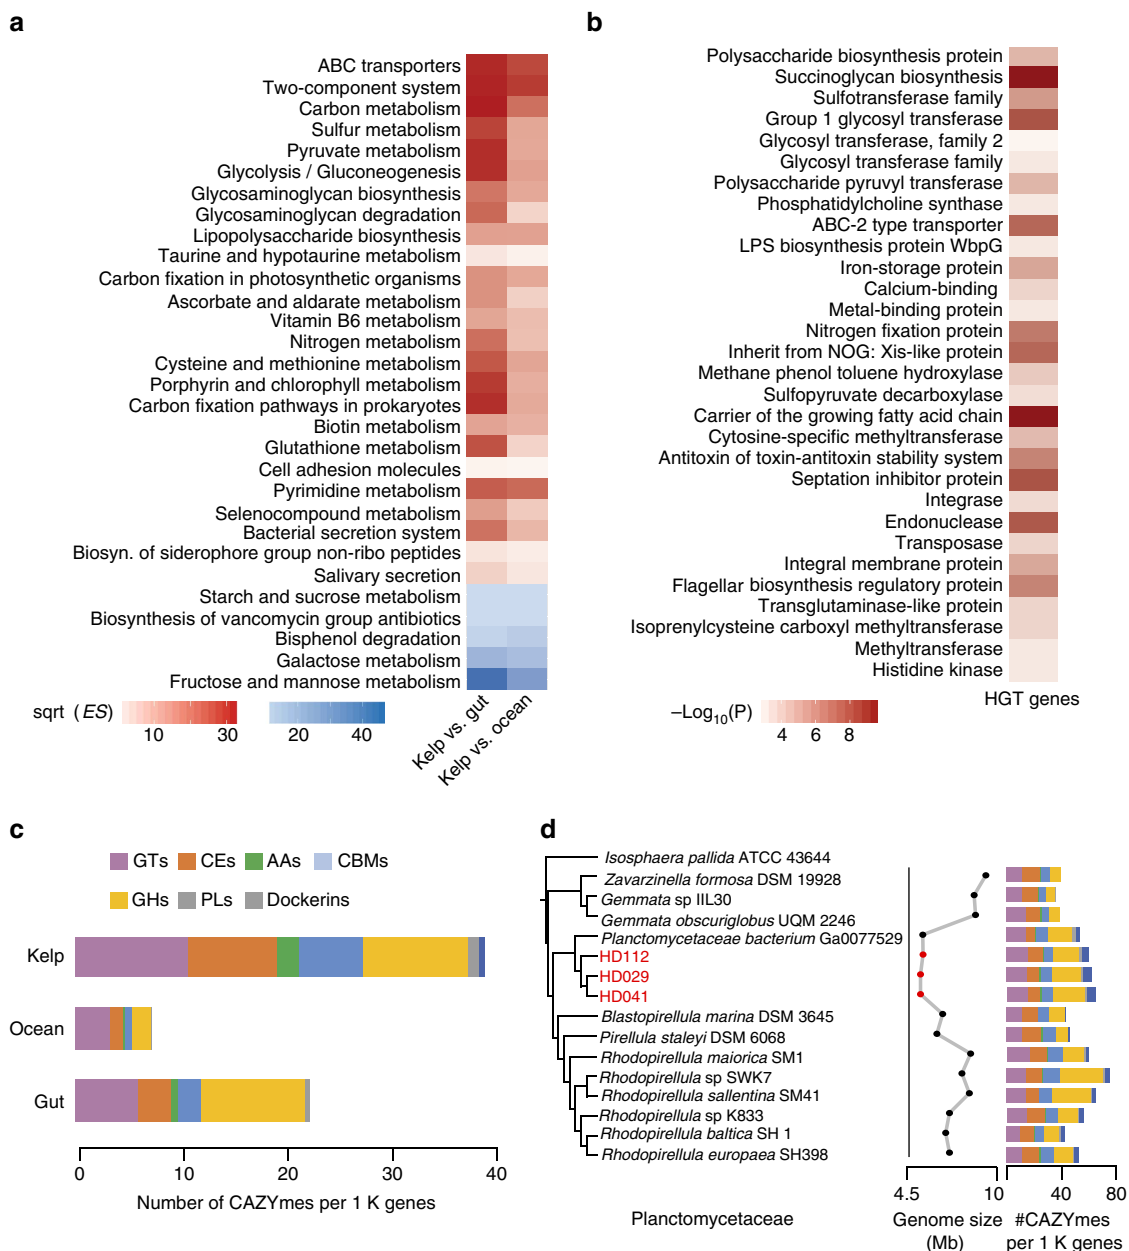 a
ABC transporters
Two-component system
Carbon metabolism
Sulfur metabolism
Pyruvate metabolism
Glycolysis / Gluconeogenesis
Glycosaminoglycan biosynthesis
Glycosaminoglycan degradation
Lipopolysaccharide biosynthesis
Taurine and hypotaurine metabolism
Carbon fixation in photosynthetic organisms
Ascorbate and aldarate metabolism
Vitamin B6 metabolism
Nitrogen metabolism
Cysteine and methionine metabolism
Porphyrin and chlorophyll metabolism
Carbon fixation pathways in prokaryotes
Biotin metabolism
Glutathione metabolism
Cell adhesion molecules
Pyrimidine metabolism
Selenocompound metabolism
Bacterial secretion system
Biosyn. of siderophore group non-ribo peptides
Salivary secretion
Starch and sucrose metabolism
Biosynthesis of vancomycin group antibiotics
Bisphenol degradation
Galactose metabolism
Fructose and mannose metabolism
sqrt (ES)
10 30
20 40
Kelp vs. gut
Kelp vs. ocean
b
Polysaccharide biosynthesis protein
Succinoglycan biosynthesis
Sulfotransferase family
Group 1 glycosyl transferase
Glycosyl transferase, family 2
Glycosyl transferase family
Polysaccharide pyruvyl transferase
Phosphatidylcholine synthase
ABC-2 type transporter
LPS biosynthesis protein WbpG
Iron-storage protein
Calcium-binding
Metal-binding protein
Nitrogen fixation protein
Inherit from NOG: Xis-like protein
Methane phenol toluene hydroxylase
Sulfopyruvate decarboxylase
Carrier of the growing fatty acid chain
Cytosine-specific methyltransferase
Antitoxin of toxin-antitoxin stability system
Septation inhibitor protein
Integrase
Endonuclease
Transposase
Integral membrane protein
Flagellar biosynthesis regulatory protein
Transglutaminase-like protein
Isoprenylcysteine carboxyl methyltransferase
Methyltransferase
Histidine kinase
HGT genes
−Log10(P)
4 6 8
c
GTs CEs AAs CBMs
GHs PLs Dockerins
Kelp
Ocean
Gut
0 10 20 30 40
Number of CAZYmes per 1 K genes
d
Isosphaera pallida ATCC 43644
Zavarzinella formosa DSM 19928
Gemmata sp IIL30
Gemmata obscuriglobus UQM 2246
Planctomycetaceae bacterium Ga0077529
HD112
HD029
HD041
Blastopirellula marina DSM 3645
Pirellula staleyi DSM 6068
Rhodopirellula maiorica SM1
Rhodopirellula sp SWK7
Rhodopirellula sallentina SM41
Rhodopirellula sp K833
Rhodopirellula baltica SH 1
Rhodopirellula europaea SH398
Planctomycetaceae
4.5 10
Genome size
(Mb)
0 40 80
#CAZYmes
per 1 K genes